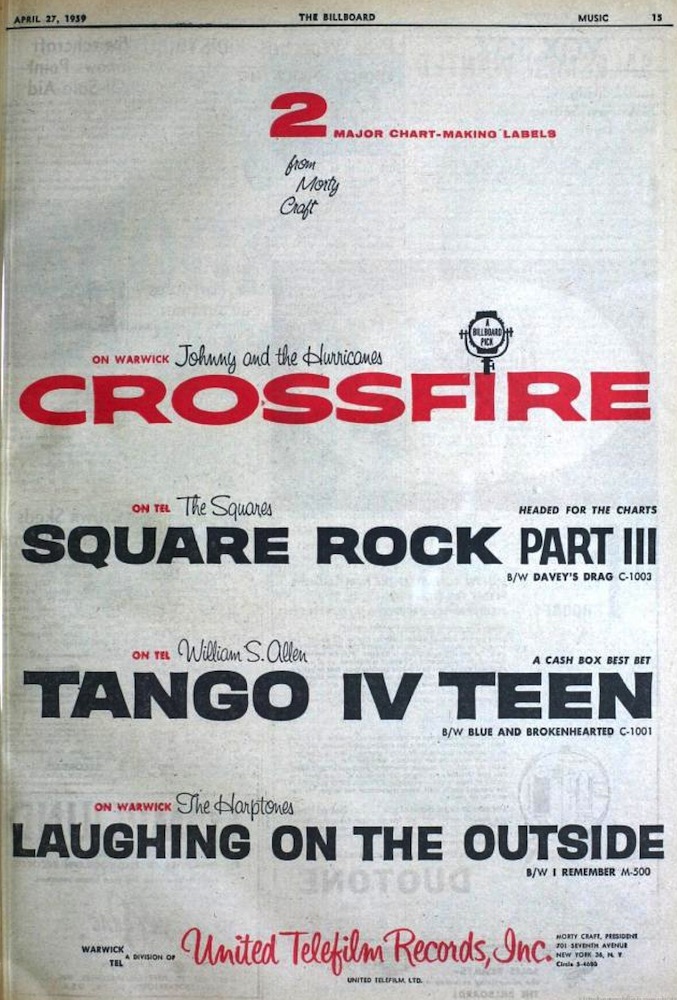 APRIL 27, 1959 THE BILLBOARD MUSIC 15
2 MAJOR CHART-MAKING LABELS
from
Morty
Craft
A
BILLBOARD
PICK
ON WARWICK Johnny and the Hurricanes
CROSSFIRE
ON TEL The Squares HEADED FOR THE CHARTS
SQUARE ROCK PART III
B/W DAVEY'S DRAG C-1003
ON TEL William S. Allen A CASH BOX BEST BET
TANGO IV TEEN
B/W BLUE AND BROKENHEARTED C-1001
ON WARWICK The Harptones
LAUGHING ON THE OUTSIDE
B/W I REMEMBER M-500
WARWICK
TEL
A DIVISION OF United Telefilm Records, Inc.
UNITED TELEFILM, LTD.
MORTY CRAFT, PRESIDENT
701 SEVENTH AVENUE
NEW YORK 36, N. Y.
Circle